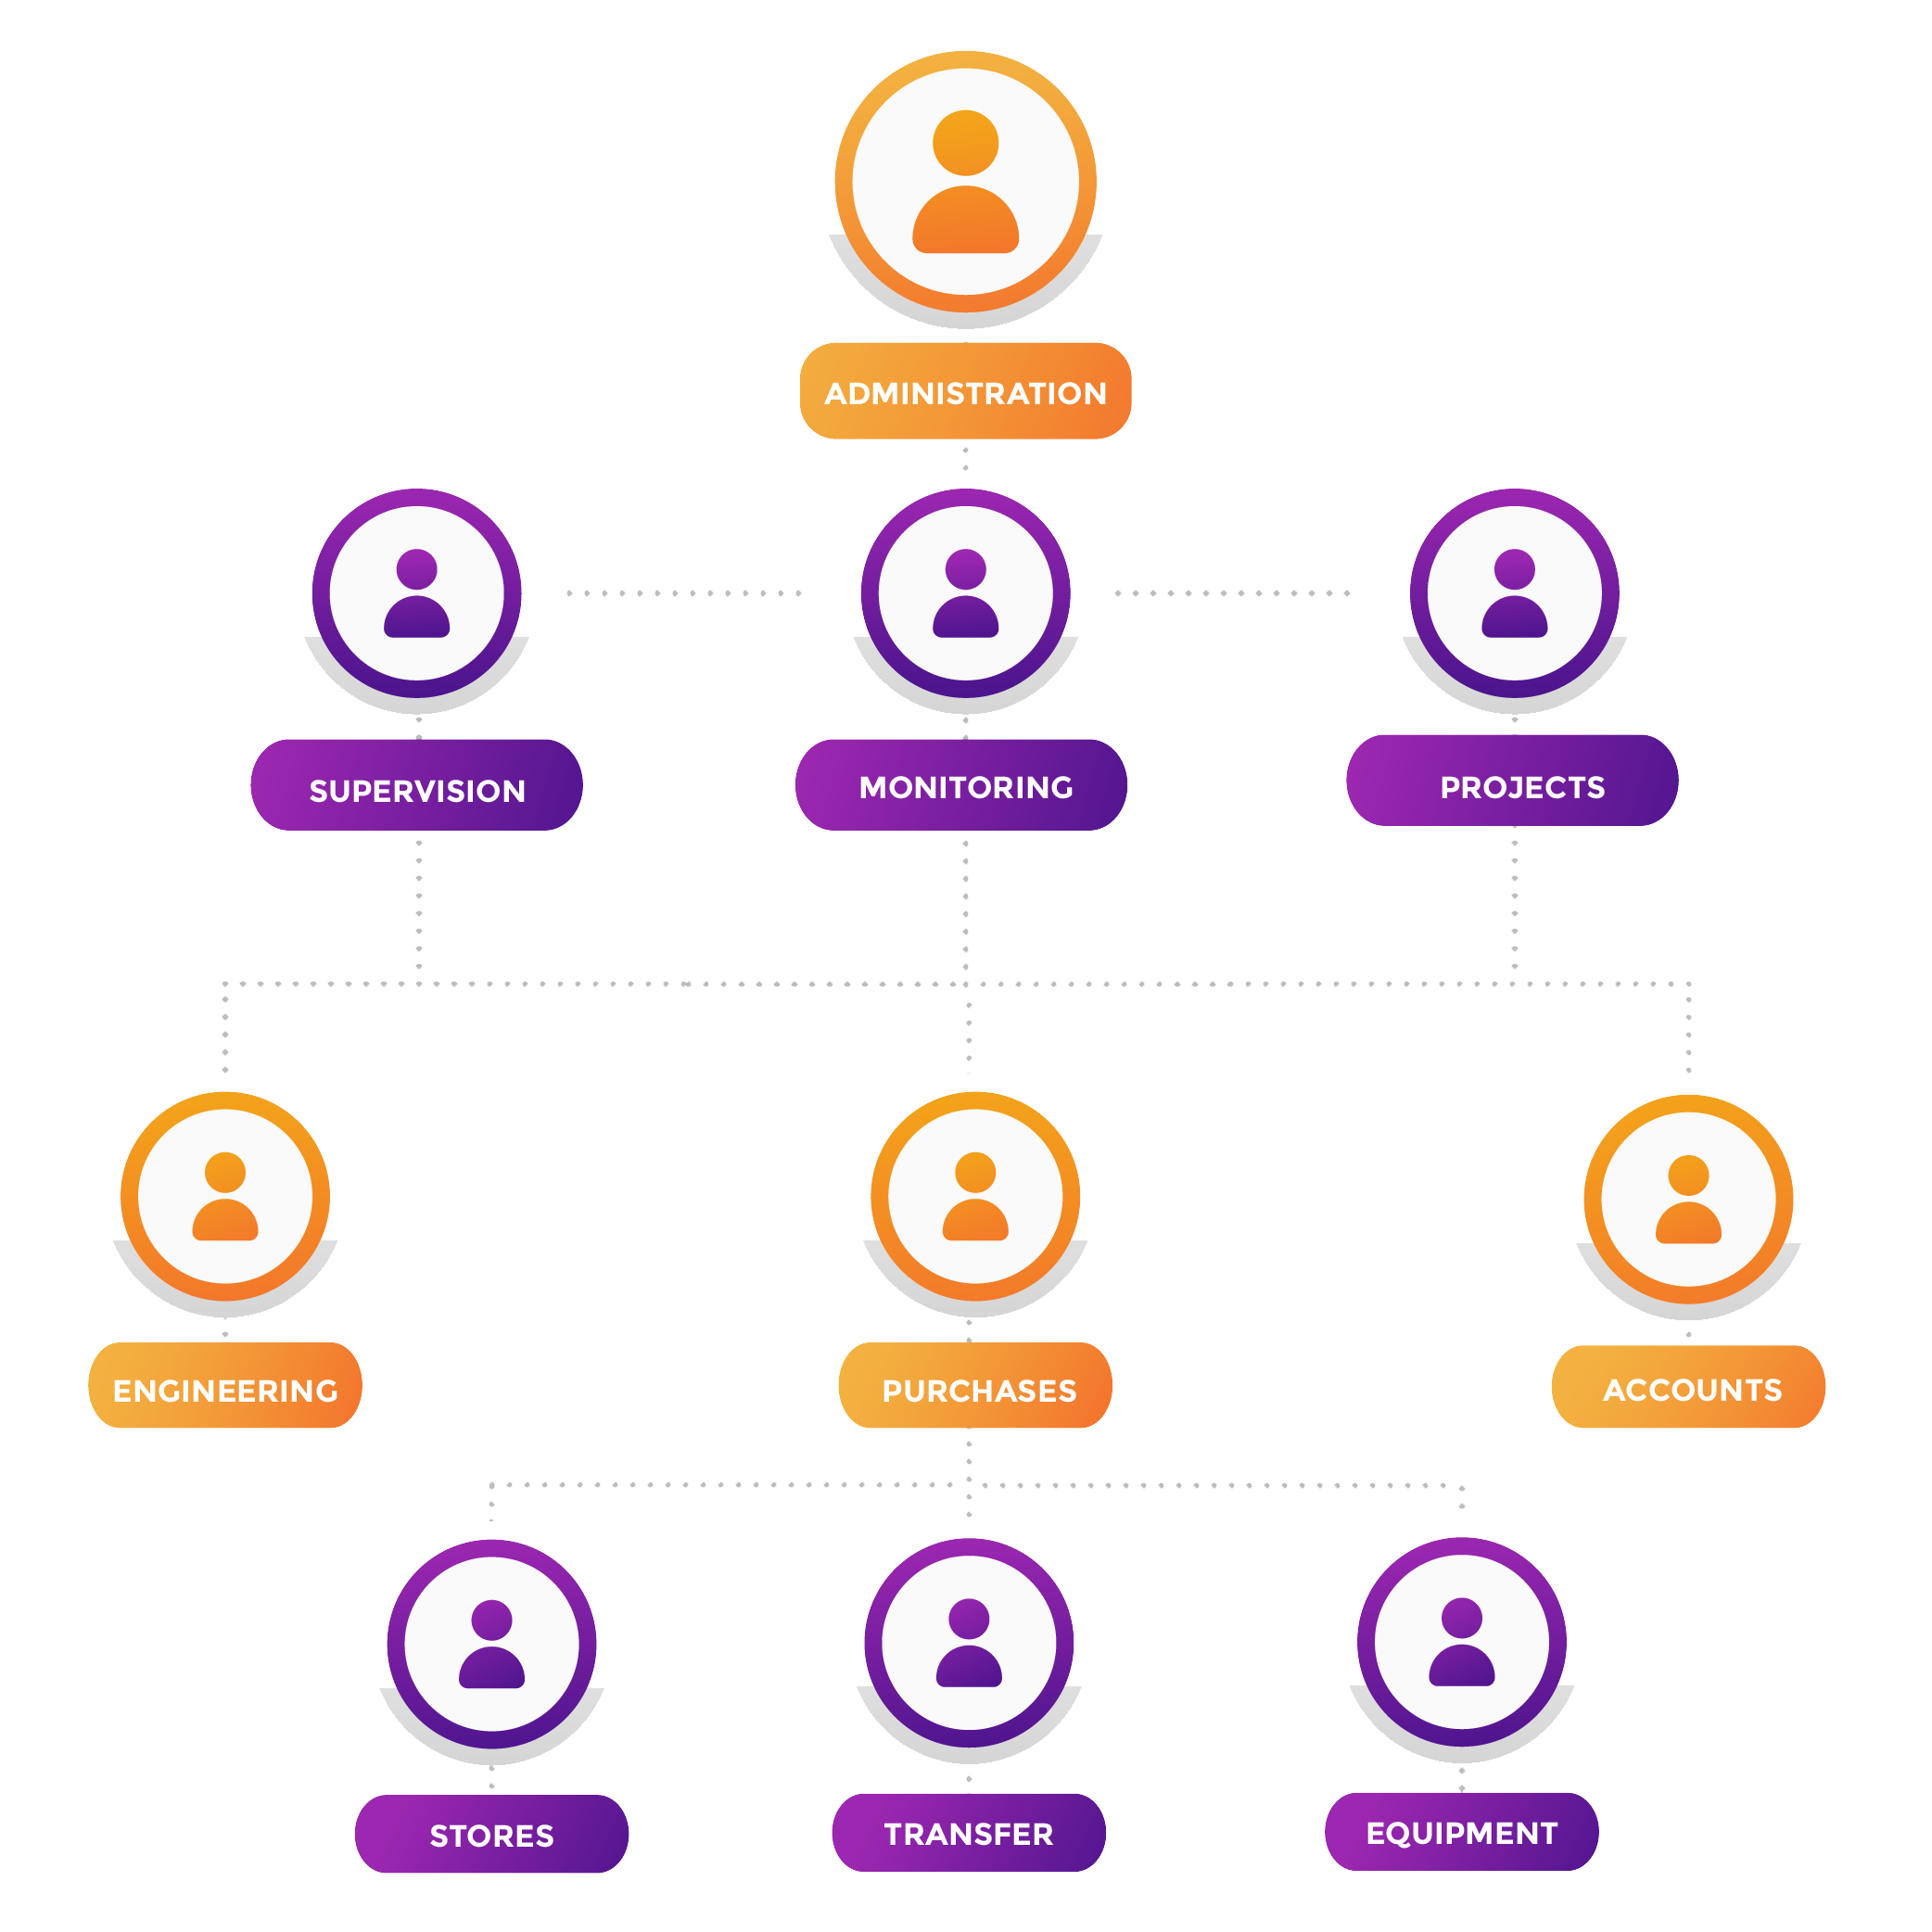 ADMINISTRATION
SUPERVISION
MONITORING
PROJECTS
ENGINEERING
PURCHASES
ACCOUNTS
STORES
TRANSFER
EQUIPMENT